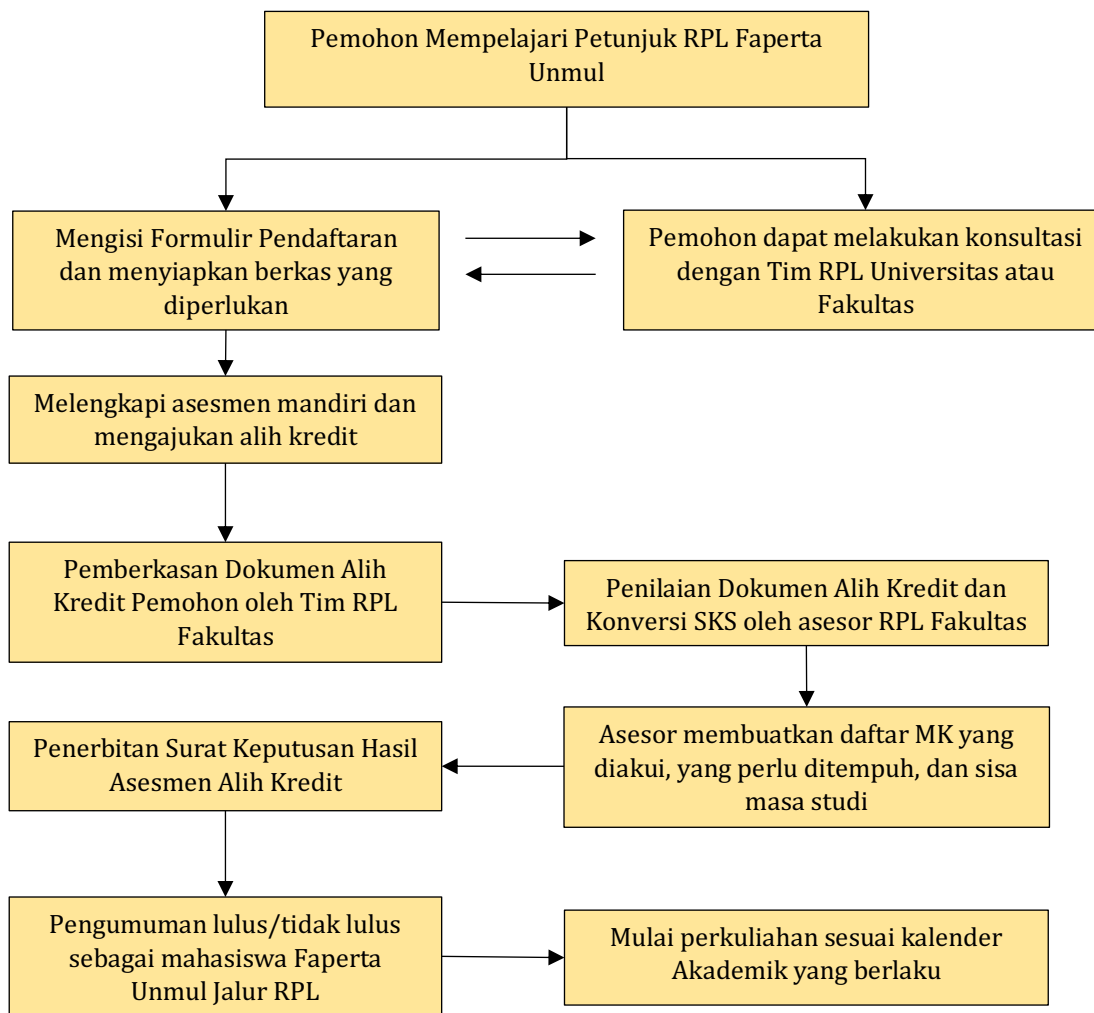 Pemohon Mempelajari Petunjuk RPL Faperta
Unmul
Mengisi Formulir Pendaftaran
dan menyiapkan berkas yang
diperlukan
Pemohon dapat melakukan konsultasi
dengan Tim RPL Universitas atau
Fakultas
Melengkapi asesmen mandiri dan
mengajukan alih kredit
Pemberkasan Dokumen Alih
Kredit Pemohon oleh Tim RPL
Fakultas
Penilaian Dokumen Alih Kredit dan
Konversi SKS oleh asesor RPL Fakultas
Asesor membuatkan daftar MK yang
diakui, yang perlu ditempuh, dan sisa
masa studi
Penerbitan Surat Keputusan Hasil
Asesmen Alih Kredit
Pengumuman lulus/tidak lulus
sebagai mahasiswa Faperta
Unmul Jalur RPL
Mulai perkuliahan sesuai kalender
Akademik yang berlaku